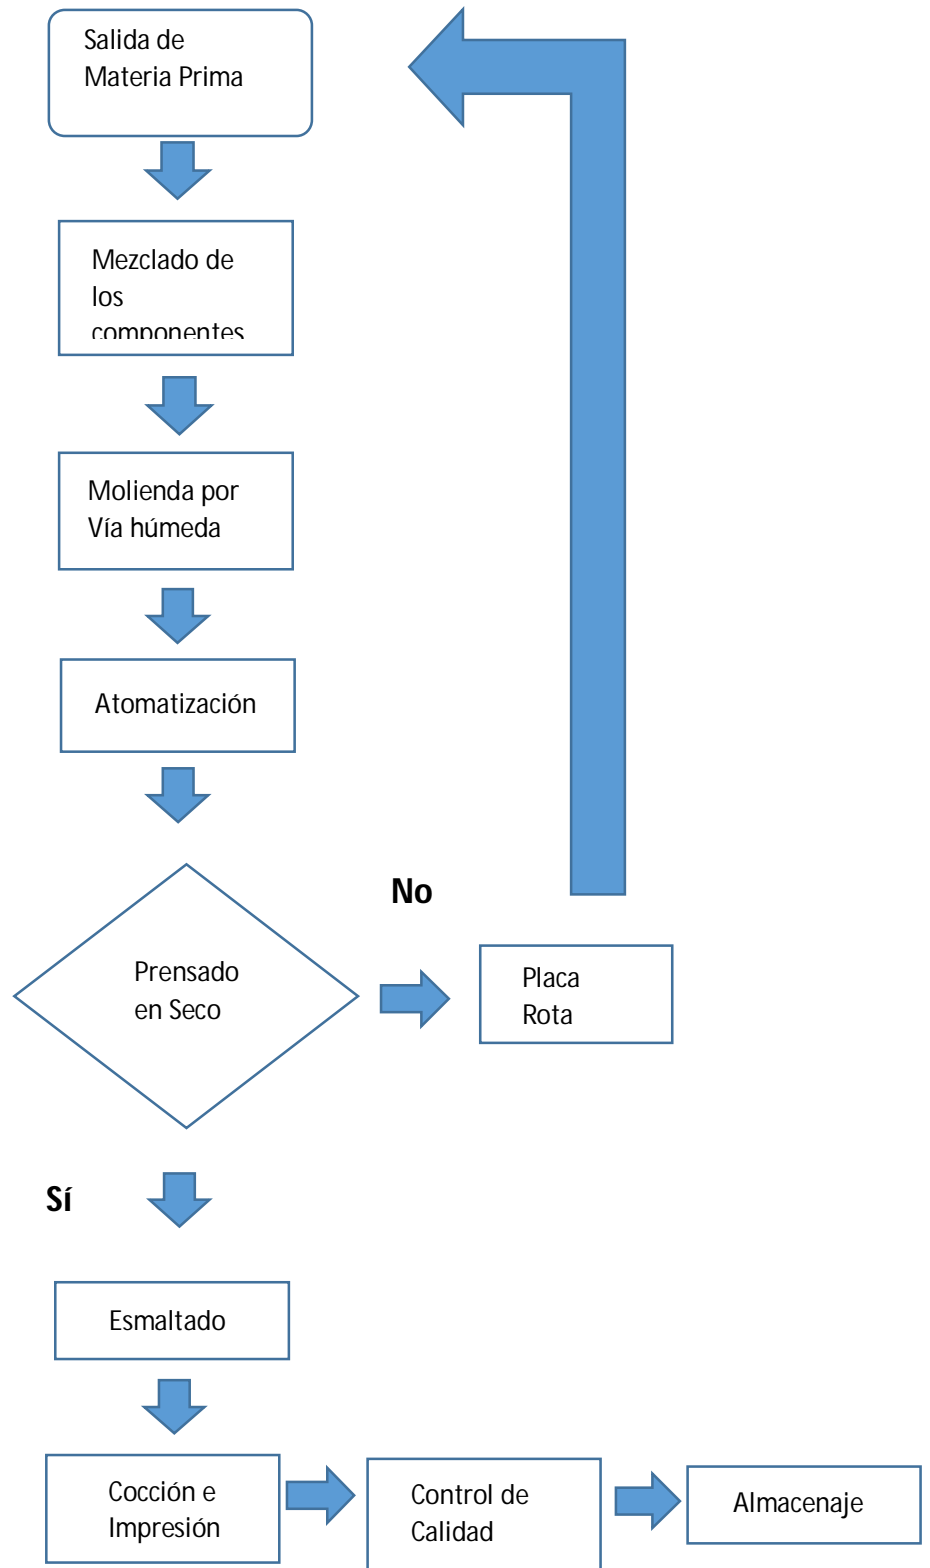 Salida de
Materia Prima
Mezclado de
los
componentes
Molienda por
Vía húmeda
Atomatización
No
Prensado
en Seco
Placa
Rota
Sí
Esmaltado
Cocción e
Impresión
Control de
Calidad
Almacenaje